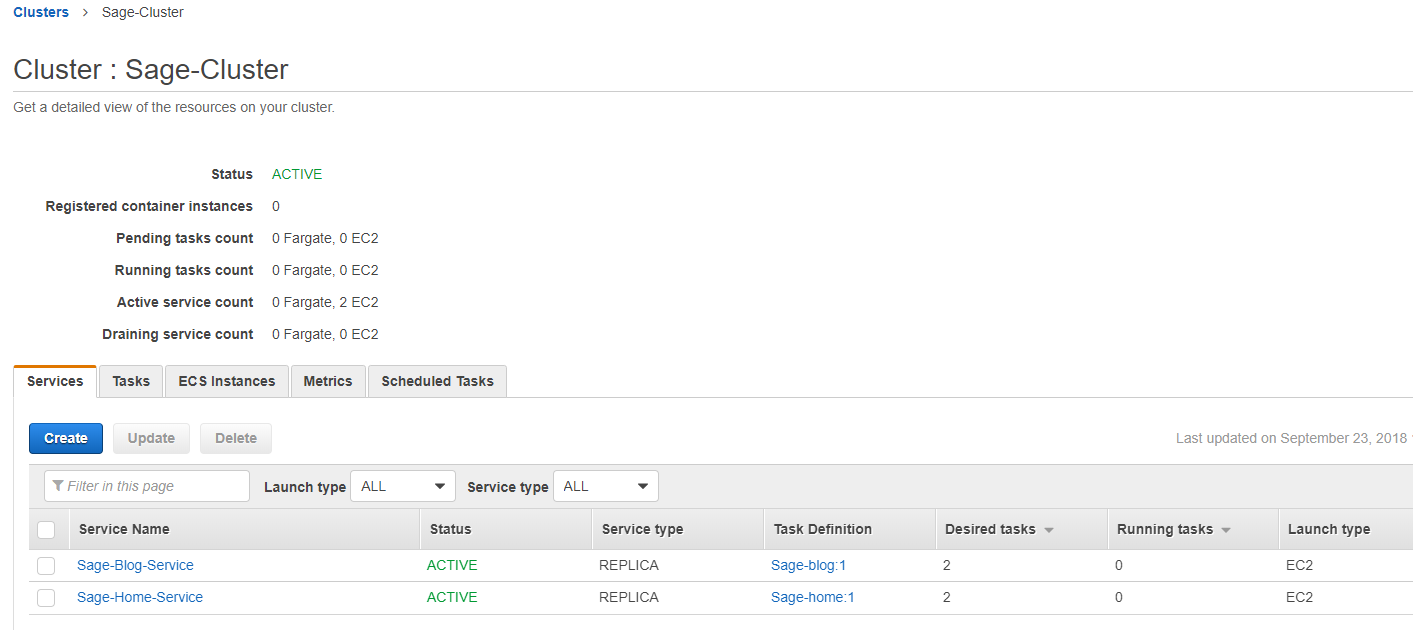 Clusters > Sage-Cluster
Cluster : Sage-Cluster
Get a detailed view of the resources on your cluster.
Status ACTIVE
Registered container instances 0
Pending tasks count 0 Fargate, 0 EC2
Running tasks count 0 Fargate, 0 EC2
Active service count 0 Fargate, 2 EC2
Draining service count 0 Fargate, 0 EC2
Services Tasks ECS Instances Metrics Scheduled Tasks
Create Update Delete Last updated on September 23, 2018
Filter in this page Launch type ALL Service type ALL
Service Name Status Service type Task Definition Desired tasks Running tasks Launch type
Sage-Blog-Service ACTIVE REPLICA Sage-blog:1 2 0 EC2
Sage-Home-Service ACTIVE REPLICA Sage-home:1 2 0 EC2